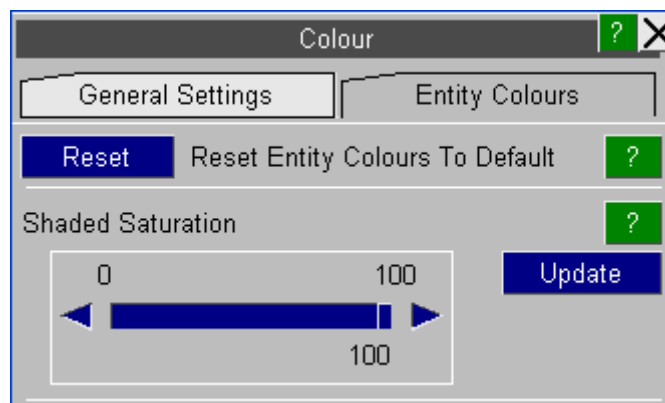 Colour ?
General Settings Entity Colours
Reset Reset Entity Colours To Default ?
Shaded Saturation ?
0 100 Update
100